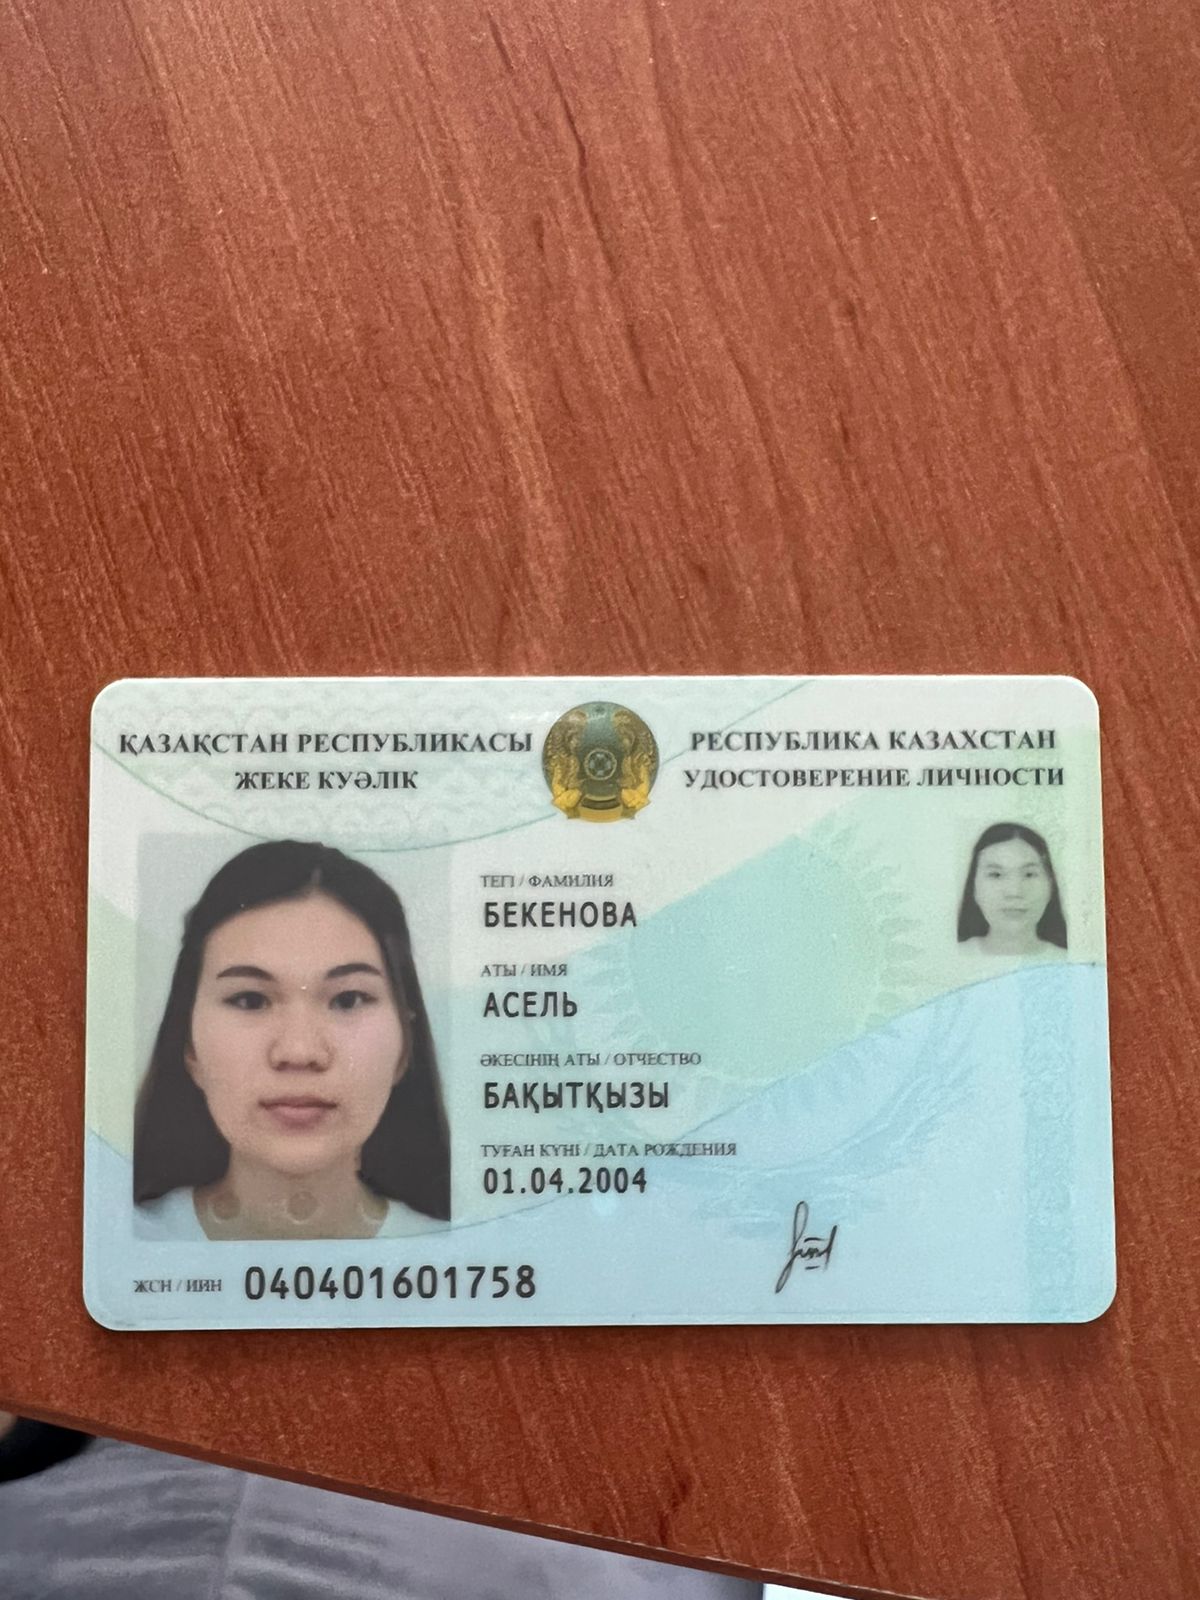 ҚАЗАҚСТАН РЕСПУБЛИКАСЫ
ЖЕКЕ КУӘЛІК
РЕСПУБЛИКА КАЗАХСТАН
УДОСТОВЕРЕНИЕ ЛИЧНОСТИ
ТЕГІ / ФАМИЛИЯ
БЕКЕНОВА
АТЫ / ИМЯ
АСЕЛЬ
ӘКЕСІНІҢ АТЫ / ОТЧЕСТВО
БАҚЫТҚЫЗЫ
ТУҒАН КҮНІ / ДАТА РОЖДЕНИЯ
01.04.2004
ЖСН / ИИН 040401601758